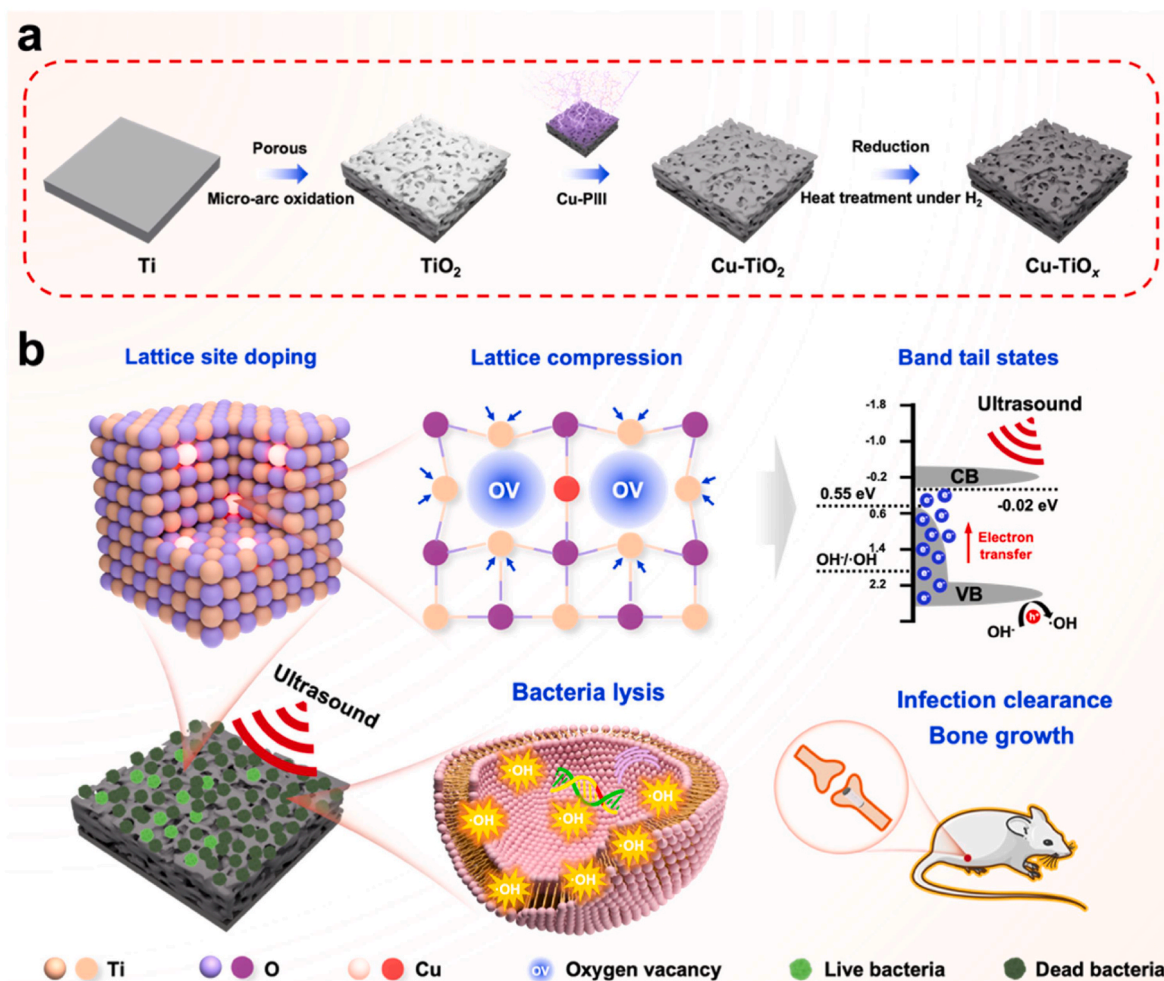 a
Porous
Micro-arc oxidation
Cu-PIII
Reduction
Heat treatment under H₂
Ti
TiO₂
Cu-TiO₂
Cu-TiOₓ
b
Lattice site doping
Lattice compression
Band tail states
OV
OV
-1.8
-1.0
-0.2
0.6
1.4
2.2
Ultrasound
CB
0.55 eV
-0.02 eV
e⁻
e⁻
e⁻
e⁻
e⁻
e⁻
e⁻
e⁻
e⁻
e⁻
e⁻
Electron
transfer
OH⁻/·OH
VB
h⁺
OH⁻
·OH
Ultrasound
Bacteria lysis
·OH
·OH
·OH
·OH
·OH
·OH
·OH
Infection clearance
Bone growth
Ti
O
Cu
OV
Oxygen vacancy
Live bacteria
Dead bacteria